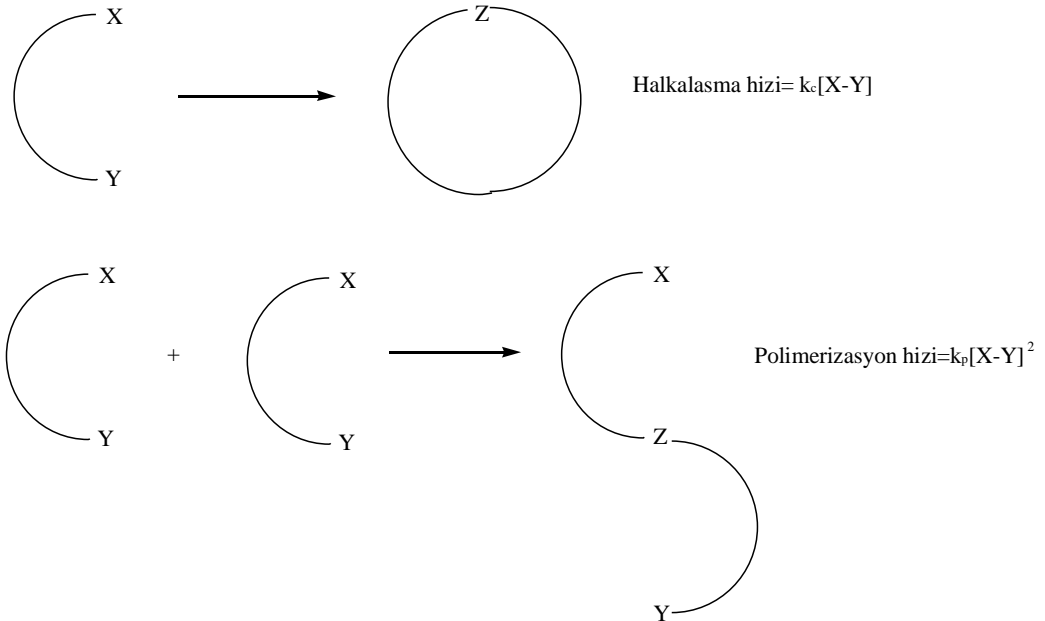 X
Y
Z
Halkalasma hizi= kc[X-Y]
X
Y
+
X
Y
X
Z
Y
Polimerizasyon hizi=kp[X-Y]2